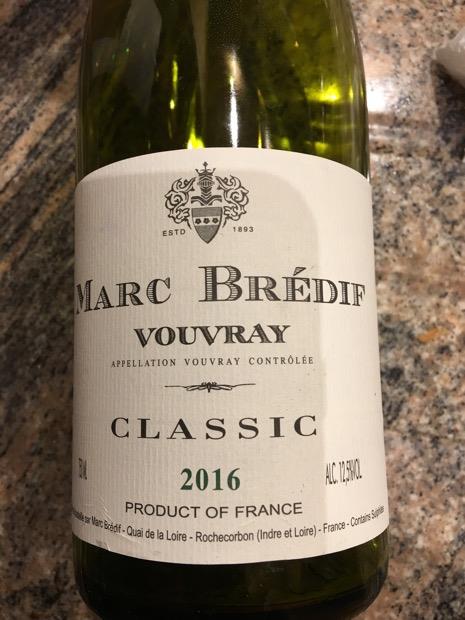 ESTD 1893
MARC BRÉDIF
VOUVRAY
APPELLATION VOUVRAY CONTRÔLÉE
CLASSIC
2016
ALC. 12,5%VOL
PRODUCT OF FRANCE
par Marc Brédif - Quai de la Loire - Rochecorbon (Indre et Loire) - France - Contains Sulphites